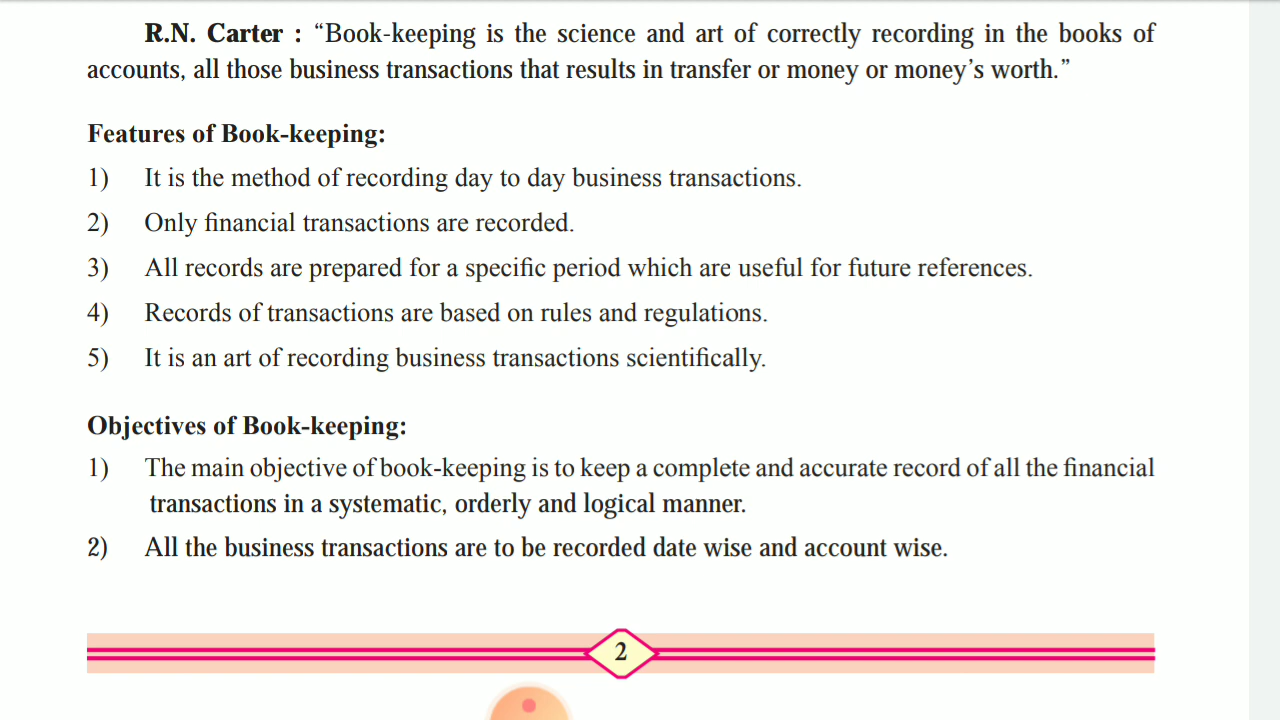 R.N. Carter : “Book-keeping is the science and art of correctly recording in the books of
accounts, all those business transactions that results in transfer or money or money’s worth.”
Features of Book-keeping:
1) It is the method of recording day to day business transactions.
2) Only financial transactions are recorded.
3) All records are prepared for a specific period which are useful for future references.
4) Records of transactions are based on rules and regulations.
5) It is an art of recording business transactions scientifically.
Objectives of Book-keeping:
1) The main objective of book-keeping is to keep a complete and accurate record of all the financial
transactions in a systematic, orderly and logical manner.
2) All the business transactions are to be recorded date wise and account wise.
2